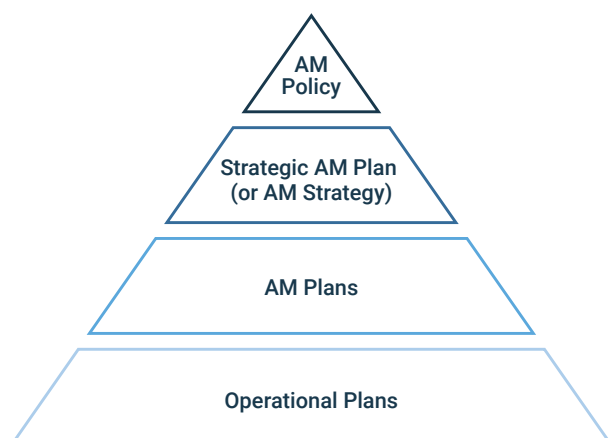 AM
Policy
Strategic AM Plan
(or AM Strategy)
AM Plans
Operational Plans